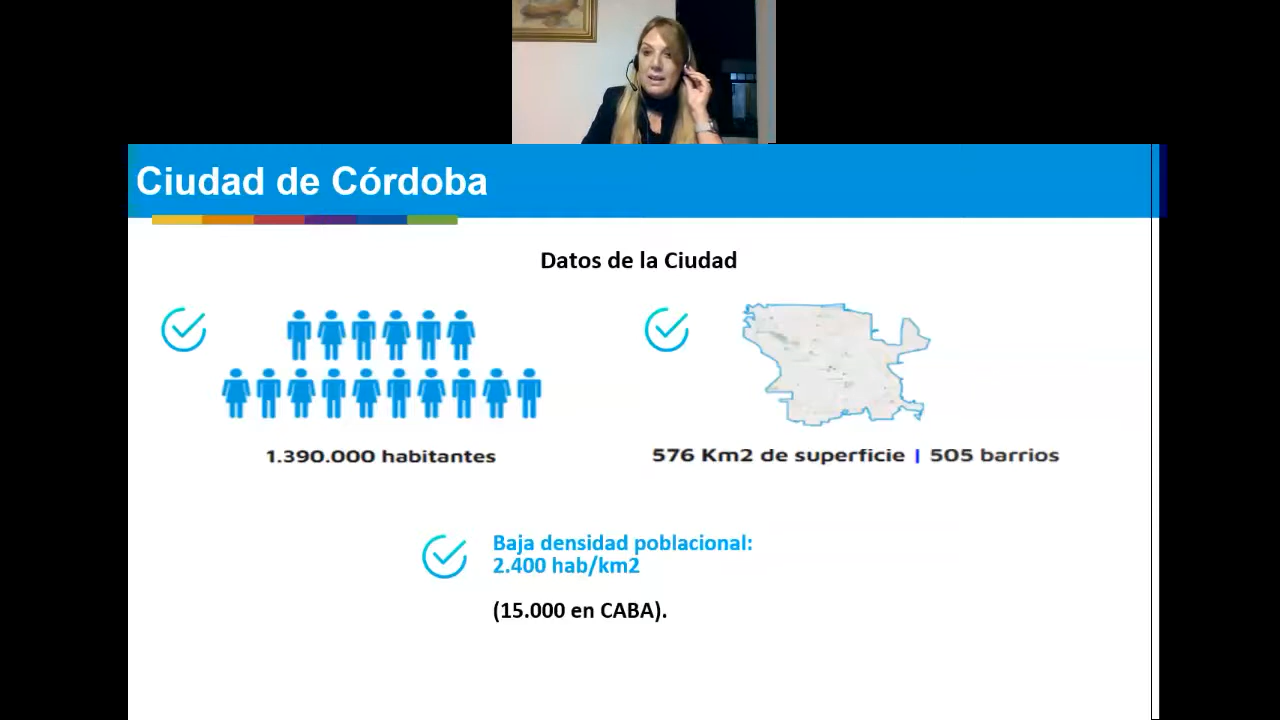 Ciudad de Córdoba
Datos de la Ciudad
1.390.000 habitantes
576 Km2 de superficie | 505 barrios
Baja densidad poblacional:
2.400 hab/km2
(15.000 en CABA).